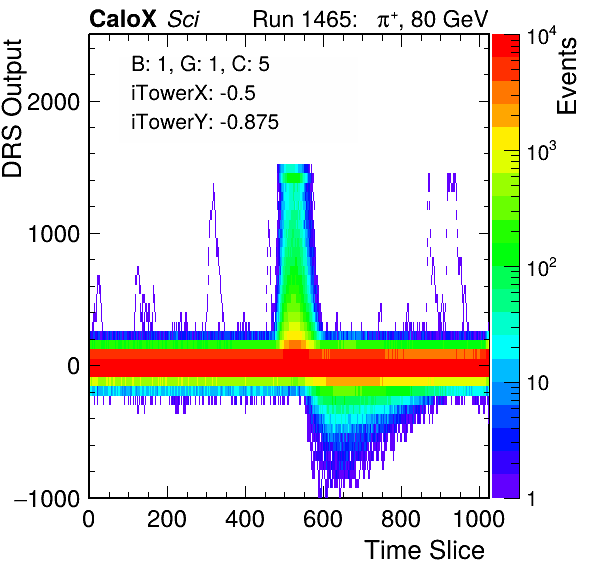 CaloX Sci Run 1465: π⁺, 80 GeV
B: 1, G: 1, C: 5
iTowerX: -0.5
iTowerY: -0.875
DRS Output
2000
1000
0
−1000
0 200 400 600 800 1000
Time Slice
Events
10⁴
10³
10²
10
1